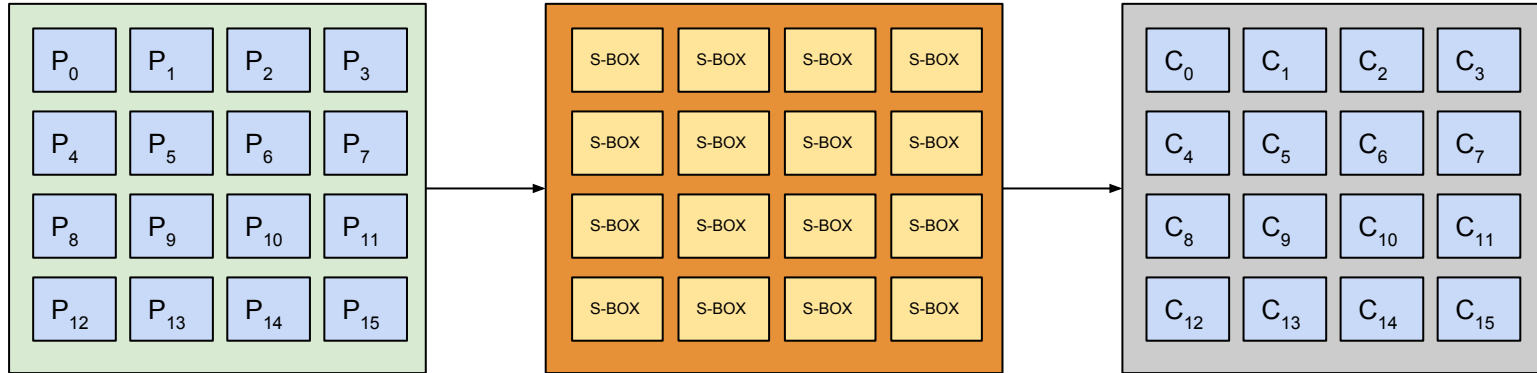 P0 P1 P2 P3 S-BOX S-BOX S-BOX S-BOX C0 C1 C2 C3
P4 P5 P6 P7 S-BOX S-BOX S-BOX S-BOX C4 C5 C6 C7
P8 P9 P10 P11 S-BOX S-BOX S-BOX S-BOX C8 C9 C10 C11
P12 P13 P14 P15 S-BOX S-BOX S-BOX S-BOX C12 C13 C14 C15